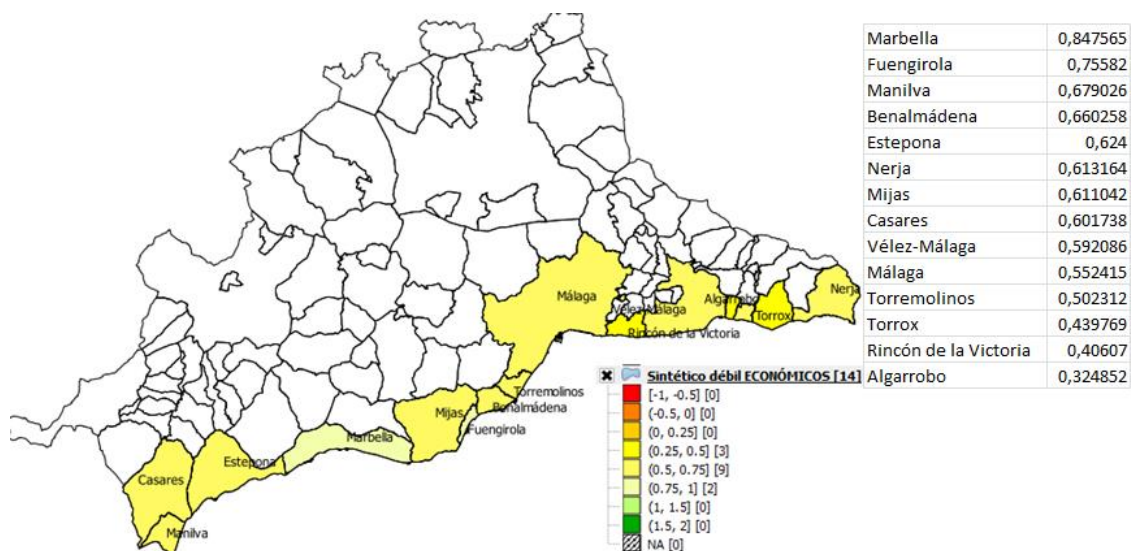 Marbella 0,847565
Fuengirola 0,75582
Manilva 0,679026
Benalmádena 0,660258
Estepona 0,624
Nerja 0,613164
Mijas 0,611042
Casares 0,601738
Vélez-Málaga 0,592086
Málaga 0,552415
Torremolinos 0,502312
Torrox 0,439769
Rincón de la Victoria 0,40607
Algarrobo 0,324852
Nerja
Málaga
Algarrobo
Vélez-Málaga
Torrox
Rincón de la Victoria
Torremolinos
Benalmádena
Mijas
Fuengirola
Marbella
Estepona
Casares
Manilva
Sintético débil ECONÓMICOS [14]
[-1, -0.5] [0]
(-0.5, 0] [0]
(0, 0.25] [0]
(0.25, 0.5] [3]
(0.5, 0.75] [9]
(0.75, 1] [2]
(1, 1.5] [0]
(1.5, 2] [0]
NA [0]